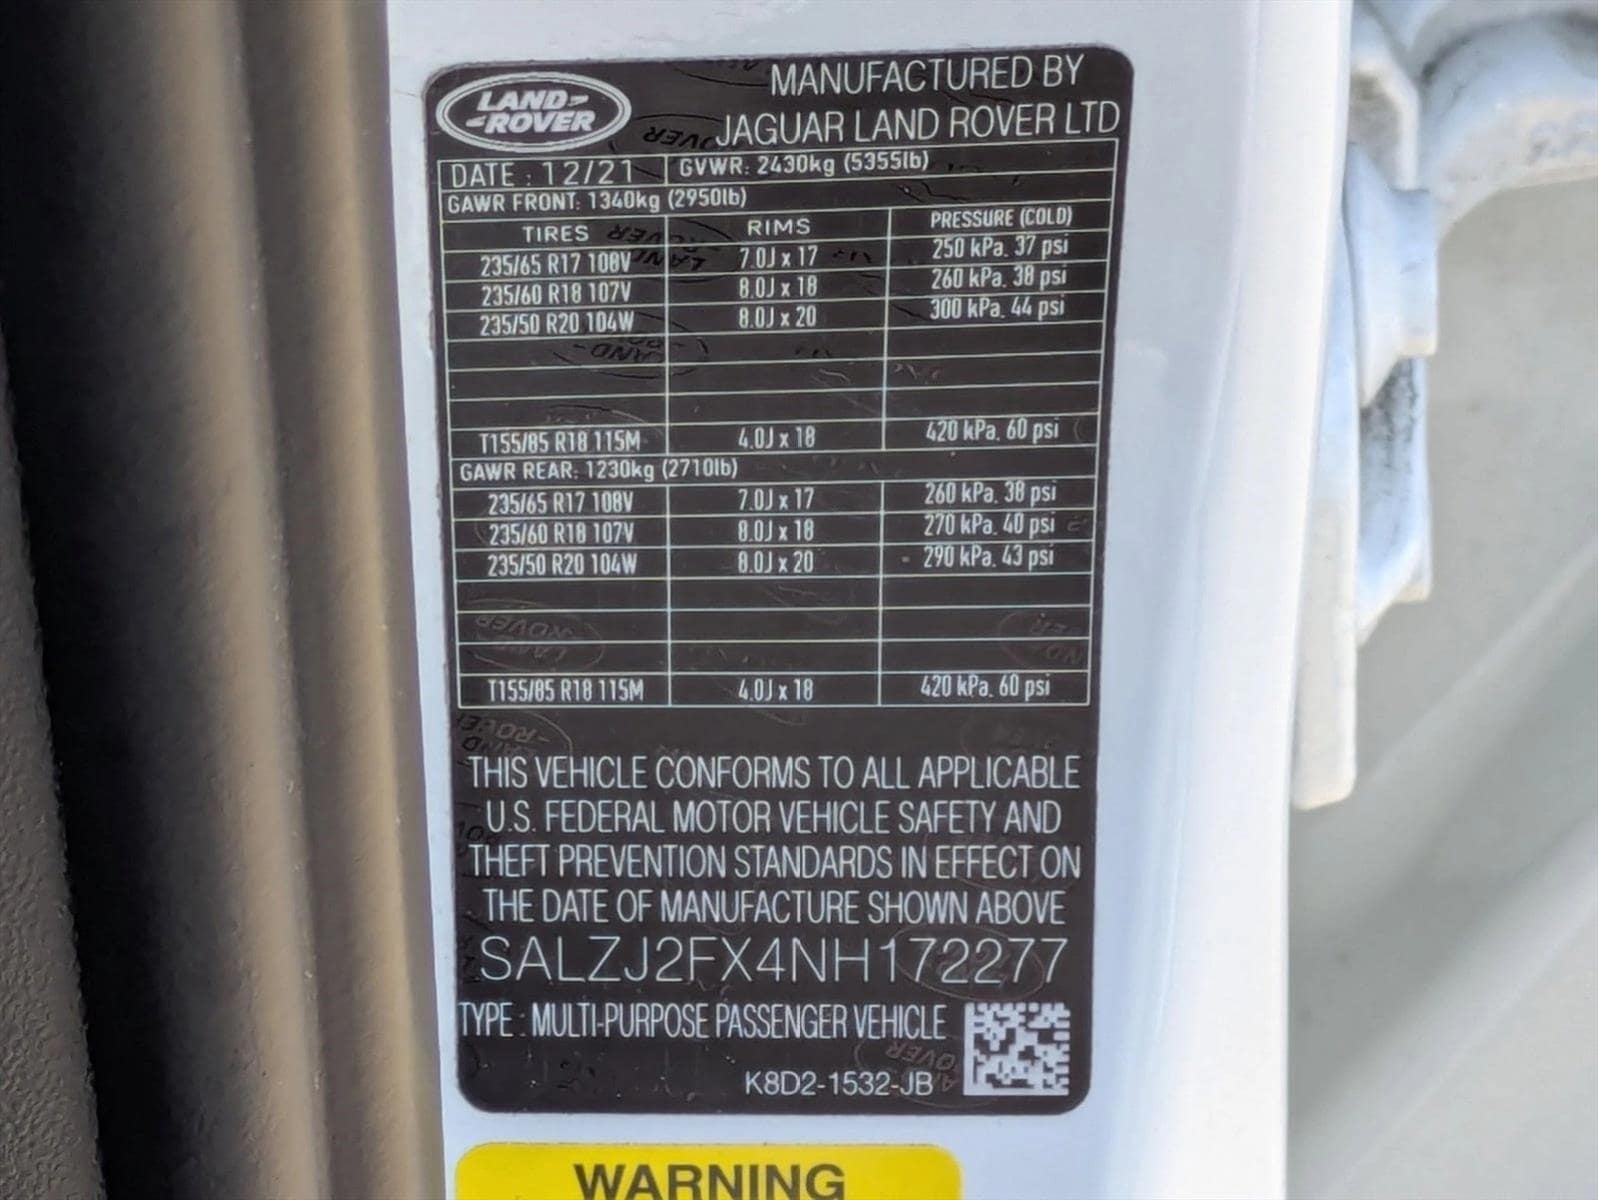 LAND ROVER
MANUFACTURED BY
JAGUAR LAND ROVER LTD
DATE : 12/21 GVWR: 2430kg (5355lb)
GAWR FRONT: 1340kg (2950lb)
TIRES RIMS PRESSURE (COLD)
235/65 R17 108V 7.0J x 17 250 kPa. 37 psi
235/60 R18 107V 8.0J x 18 260 kPa. 38 psi
235/50 R20 104W 8.0J x 20 300 kPa. 44 psi
T155/85 R18 115M 4.0J x 18 420 kPa. 60 psi
GAWR REAR: 1230kg (2710lb)
235/65 R17 108V 7.0J x 17 260 kPa. 38 psi
235/60 R18 107V 8.0J x 18 270 kPa. 40 psi
235/50 R20 104W 8.0J x 20 290 kPa. 43 psi
T155/85 R18 115M 4.0J x 18 420 kPa. 60 psi
THIS VEHICLE CONFORMS TO ALL APPLICABLE
U.S. FEDERAL MOTOR VEHICLE SAFETY AND
THEFT PREVENTION STANDARDS IN EFFECT ON
THE DATE OF MANUFACTURE SHOWN ABOVE
SALZJ2FX4NH172277
TYPE : MULTI-PURPOSE PASSENGER VEHICLE
K8D2-1532-JB
WARNING